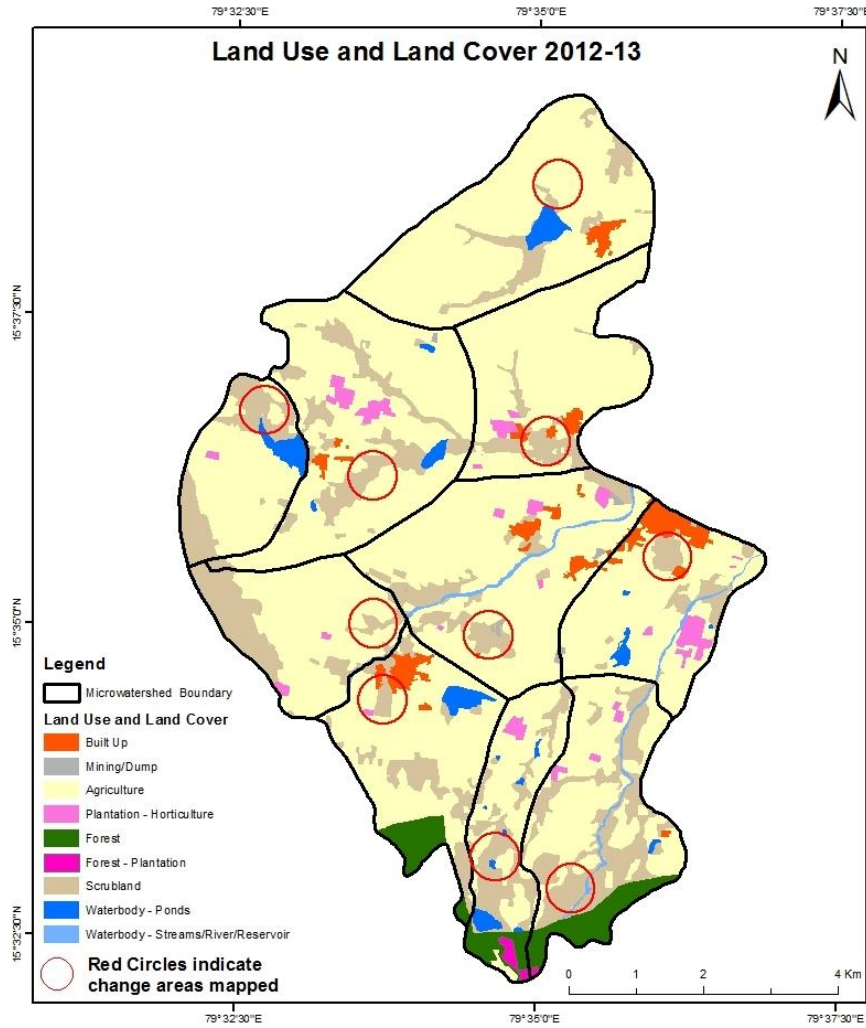 79°32'30"E 79°35'0"E 79°37'30"E
Land Use and Land Cover 2012-13
N
15°37'30"N
15°35'0"N
15°32'30"N
Legend
Microwatershed Boundary
Land Use and Land Cover
Built Up
Mining/Dump
Agriculture
Plantation - Horticulture
Forest
Forest - Plantation
Scrubland
Waterbody - Ponds
Waterbody - Streams/River/Reservoir
Red Circles indicate
change areas mapped
0 1 2 4 Km
79°32'30"E 79°35'0"E 79°37'30"E